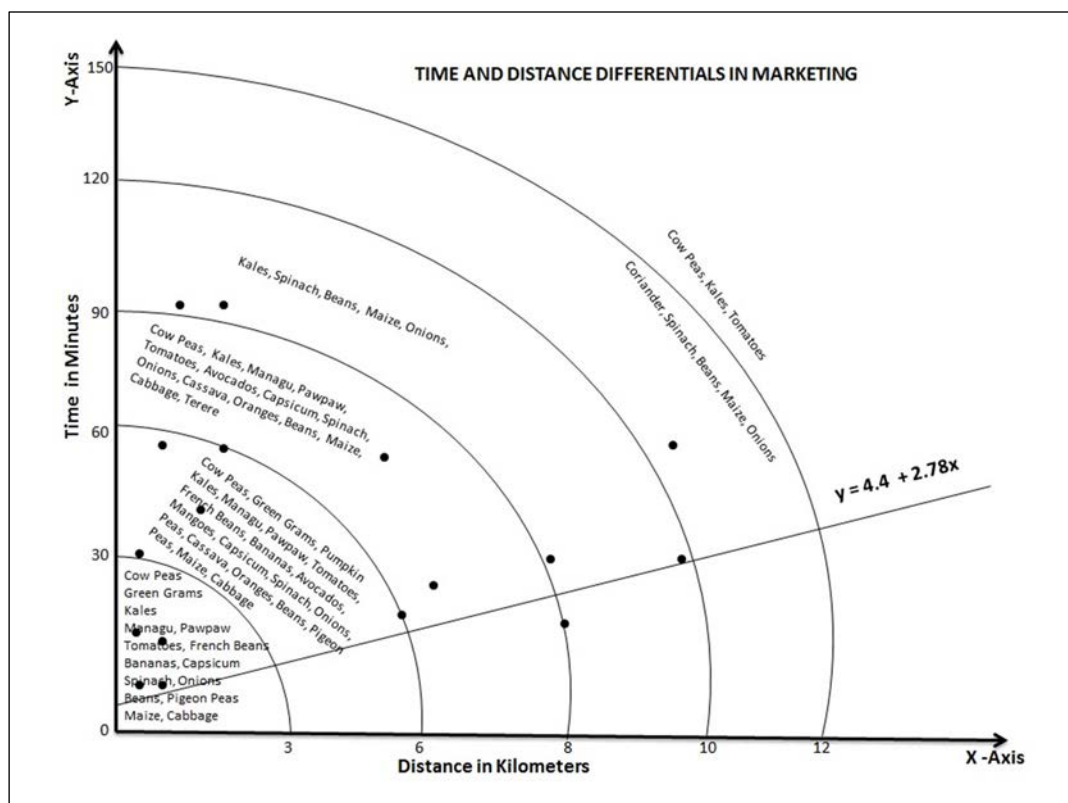 TIME AND DISTANCE DIFFERENTIALS IN MARKETING
Y-Axis
Time in Minutes
150
120
90
60
30
0
Cow Peas, Kales, Tomatoes
Coriander, Spinach, Beans, Maize, Onions
Kales, Spinach, Beans, Maize, Onions,
Cow Peas, Kales, Managu, Pawpaw,
Tomatoes, Avocados, Capsicum, Spinach,
Onions, Cassava, Oranges, Beans, Maize,
Cabbage, Terere
Cow Peas, Green Grams, Pumpkin
Kales, Managu, Pawpaw, Tomatoes,
French Beans, Bananas, Avocados,
Mangoes, Capsicum, Spinach, Onions,
Peas, Cassava, Oranges, Beans, Pigeon
Peas, Maize, Cabbage
Cow Peas
Green Grams
Kales
Managu, Pawpaw
Tomatoes, French Beans
Bananas, Capsicum
Spinach, Onions
Beans, Pigeon Peas
Maize, Cabbage
y = 4.4 + 2.78x
3
6
8
10
12
Distance in Kilometers
X -Axis